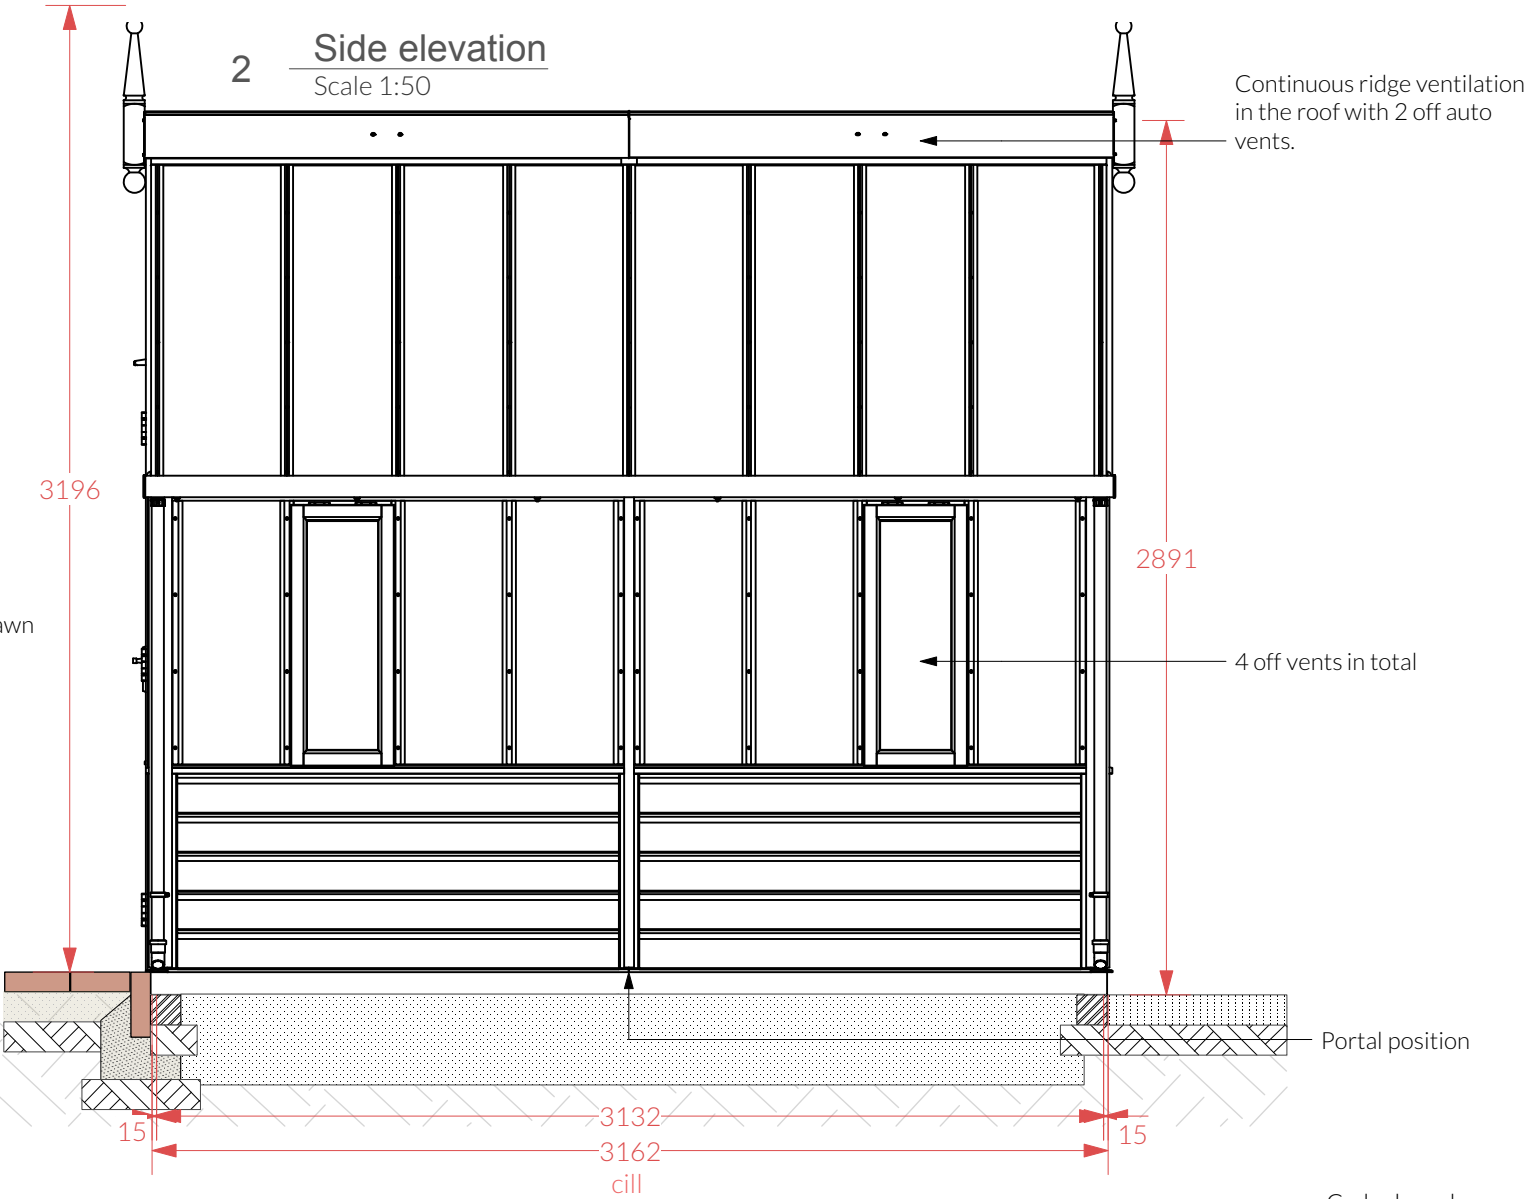 2 Side elevation
Scale 1:50
Continuous ridge ventilation
in the roof with 2 off auto
vents.
3196
2891
awn
4 off vents in total
Portal position
15
3132
15
3162
cill